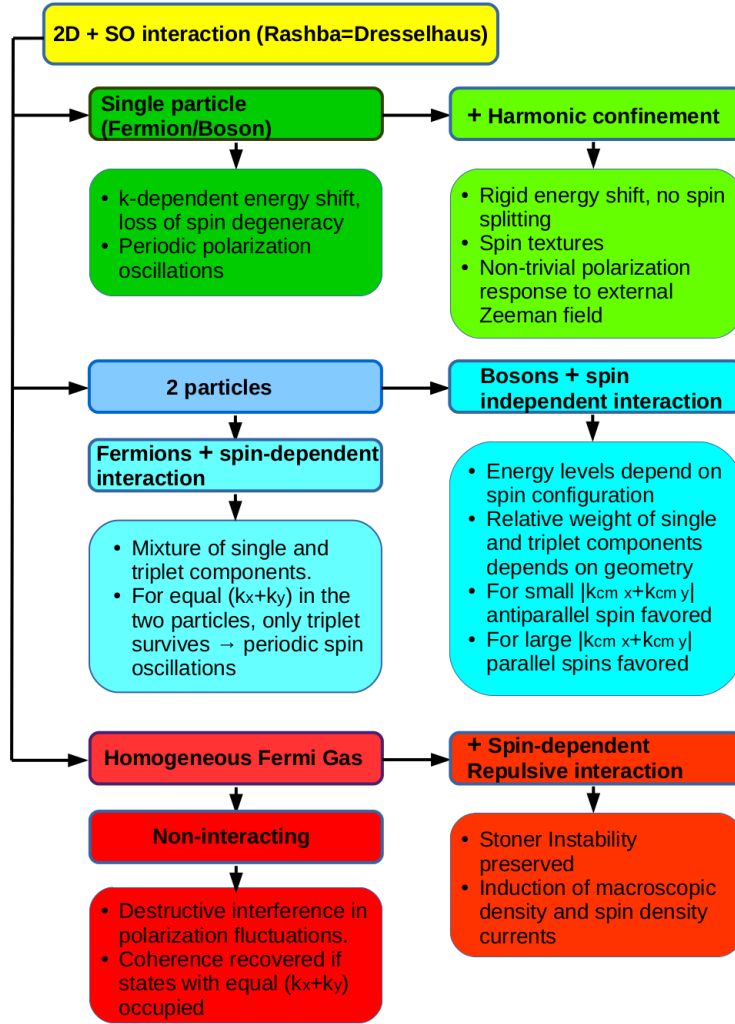 2D + SO interaction (Rashba=Dresselhaus)
Single particle
(Fermion/Boson)
+ Harmonic confinement
• k-dependent energy shift,
loss of spin degeneracy
• Periodic polarization
oscillations
• Rigid energy shift, no spin
splitting
• Spin textures
• Non-trivial polarization
response to external
Zeeman field
2 particles
Bosons + spin
independent interaction
Fermions + spin-dependent
interaction
• Mixture of single and
triplet components.
• For equal (kx+ky) in the
two particles, only triplet
survives → periodic spin
oscillations
• Energy levels depend on
spin configuration
• Relative weight of single
and triplet components
depends on geometry
• For small |kcm x+kcm y|
antiparallel spin favored
• For large |kcm x+kcm y|
parallel spins favored
Homogeneous Fermi Gas
+ Spin-dependent
Repulsive interaction
Non-interacting
• Destructive interference in
polarization fluctuations.
• Coherence recovered if
states with equal (kx+ky)
occupied
• Stoner Instability
preserved
• Induction of macroscopic
density and spin density
currents